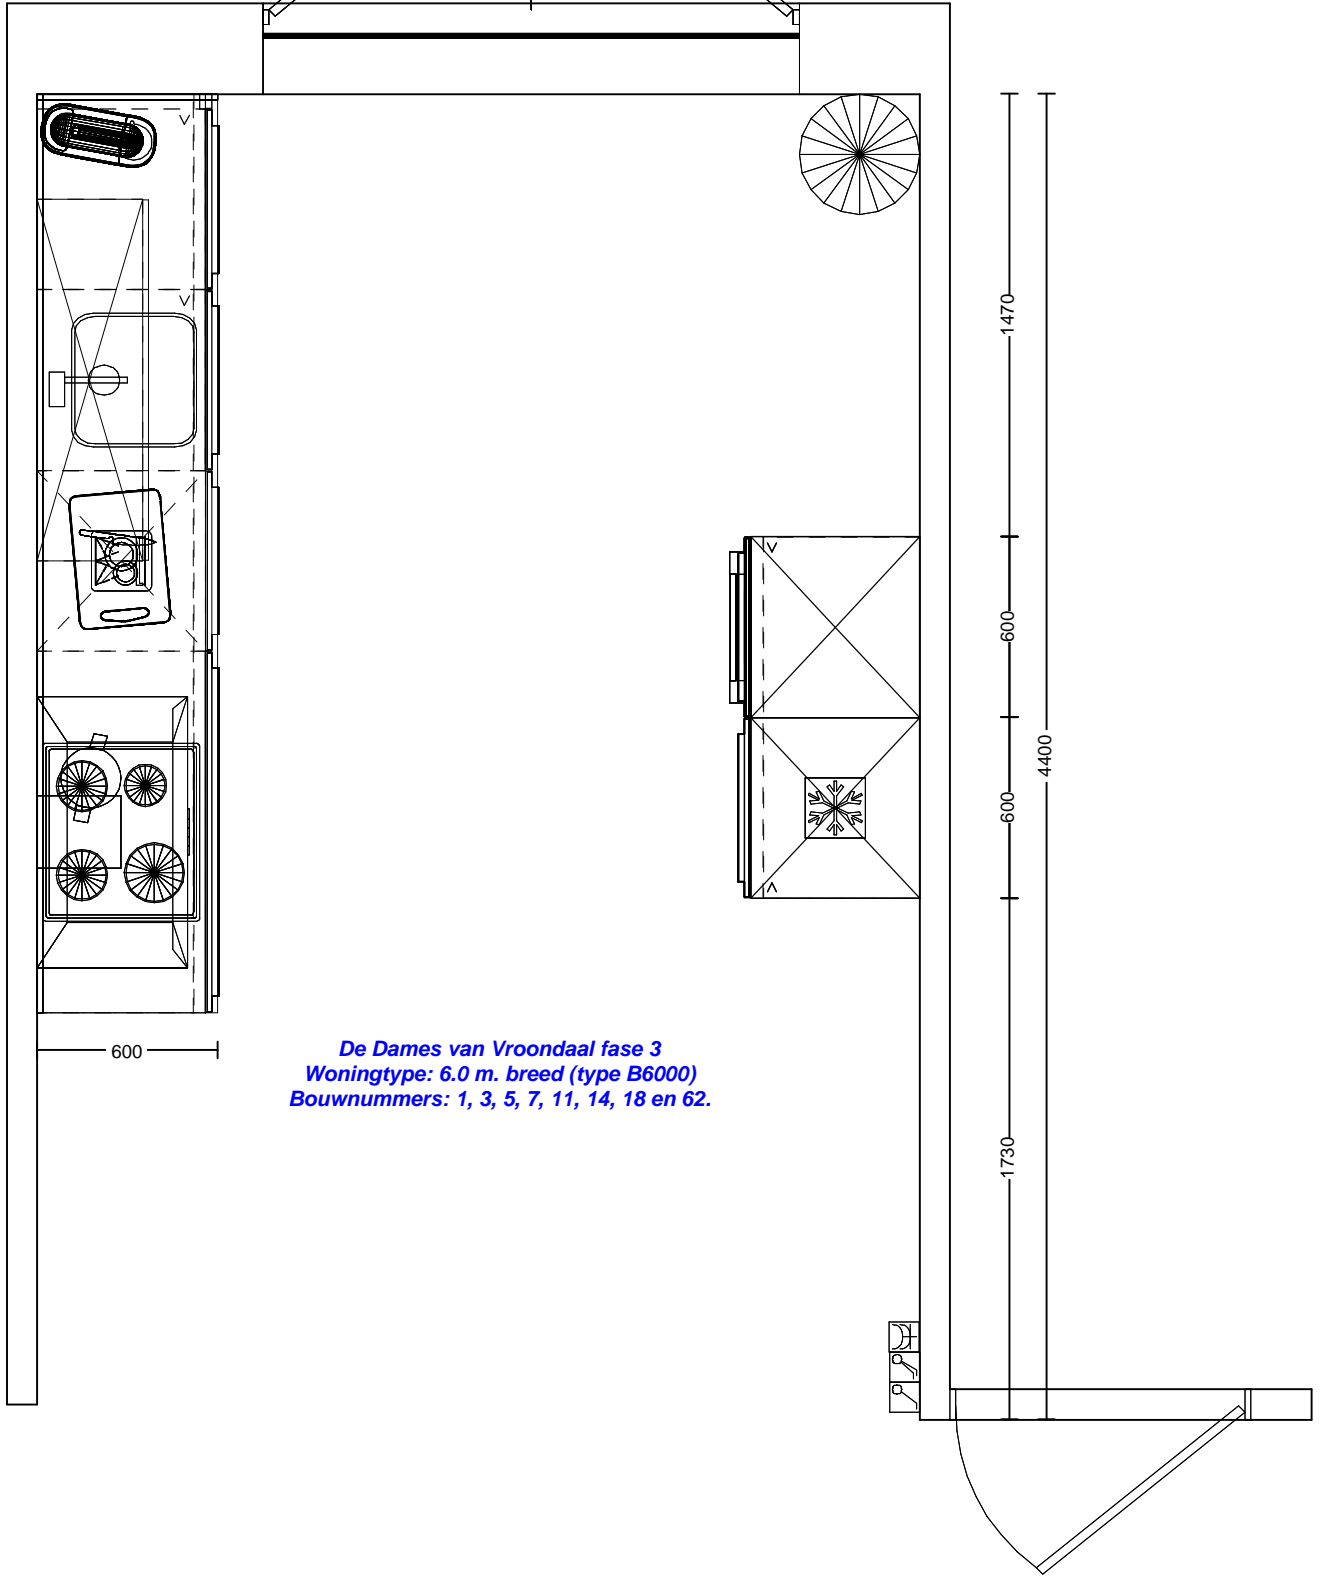 1470
600
4400
600
600
De Dames van Vroondaal fase 3
Woningtype: 6.0 m. breed (type B6000)
Bouwnummers: 1, 3, 5, 7, 11, 14, 18 en 62.
1730